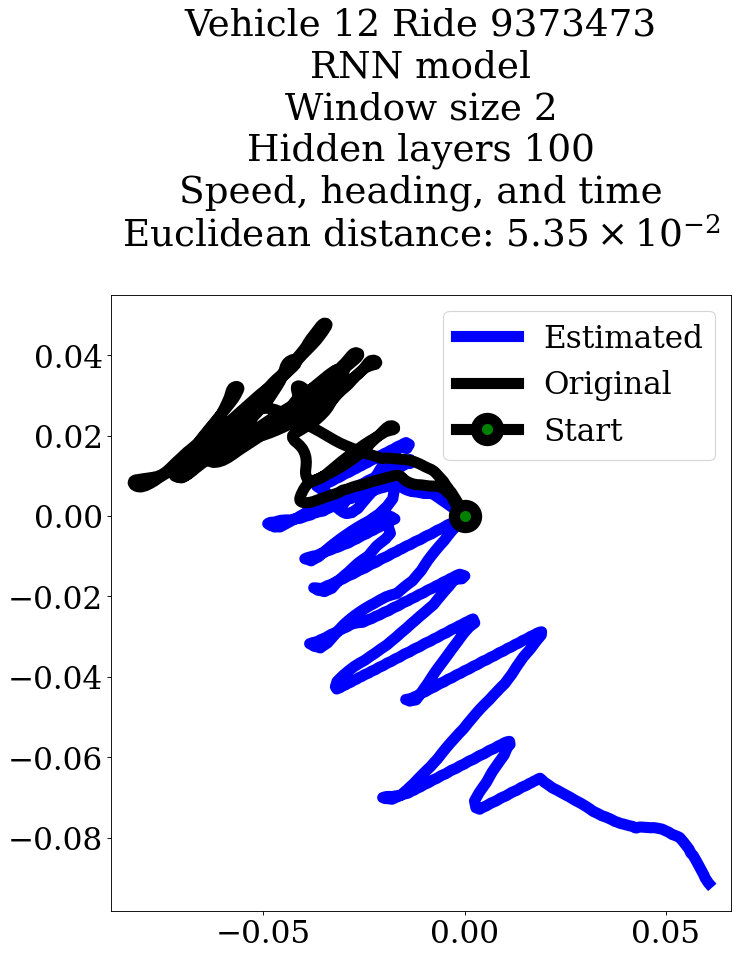 Vehicle 12 Ride 9373473
RNN model
Window size 2
Hidden layers 100
Speed, heading, and time
Euclidean distance: 5.35 × 10⁻²
Estimated
Original
Start
0.04
0.02
0.00
−0.02
−0.04
−0.06
−0.08
−0.05
0.00
0.05